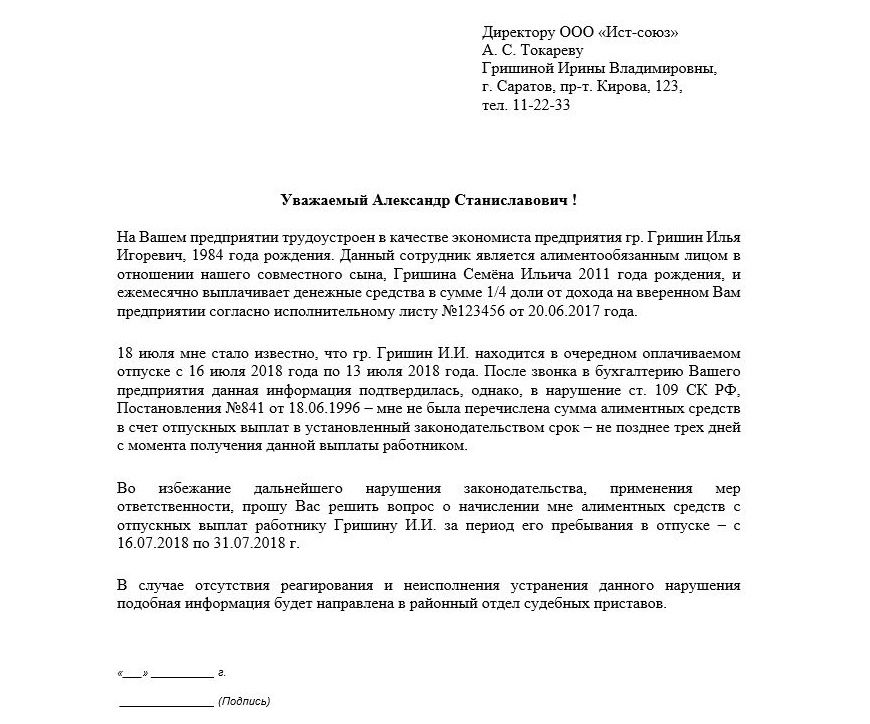 Директору ООО «Ист-союз»
А. С. Токареву
Гришиной Ирины Владимировны,
г. Саратов, пр-т. Кирова, 123,
тел. 11-22-33
Уважаемый Александр Станиславович !
На Вашем предприятии трудоустроен в качестве экономиста предприятия гр. Гришин Илья
Игоревич, 1984 года рождения. Данный сотрудник является алиментообязанным лицом в
отношении нашего совместного сына, Гришина Семёна Ильича 2011 года рождения, и
ежемесячно выплачивает денежные средства в сумме 1/4 доли от дохода на вверенном Вам
предприятии согласно исполнительному листу №123456 от 20.06.2017 года.
18 июля мне стало известно, что гр. Гришин И.И. находится в очередном оплачиваемом
отпуске с 16 июля 2018 года по 13 июля 2018 года. После звонка в бухгалтерию Вашего
предприятия данная информация подтвердилась, однако, в нарушение ст. 109 СК РФ,
Постановления №841 от 18.06.1996 – мне не была перечислена сумма алиментных средств
в счет отпускных выплат в установленный законодательством срок – не позднее трех дней
с момента получения данной выплаты работником.
Во избежание дальнейшего нарушения законодательства, применения мер
ответственности, прошу Вас решить вопрос о начислении мне алиментных средств с
отпускных выплат работнику Гришину И.И. за период его пребывания в отпуске – с
16.07.2018 по 31.07.2018 г.
В случае отсутствия реагирования и неисполнения устранения данного нарушения
подобная информация будет направлена в районный отдел судебных приставов.
«___» ___________ г.
________________ (Подпись)